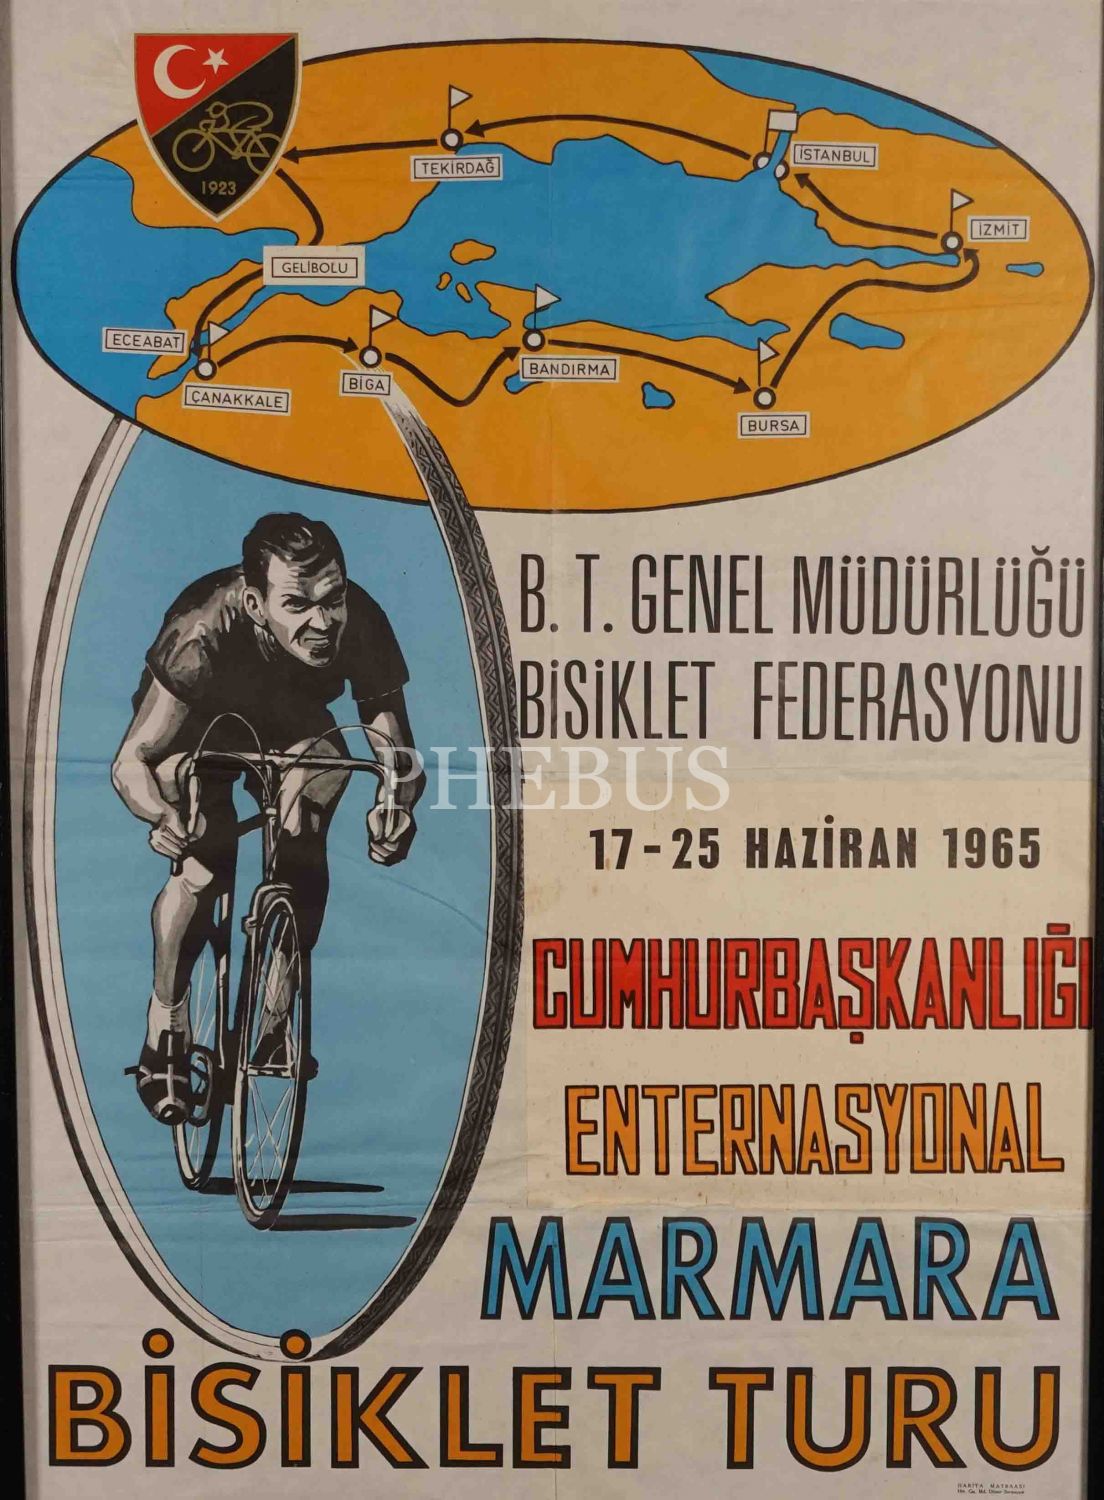 1923
TEKİRDAĞ
İSTANBUL
İZMİT
GELİBOLU
ECEABAT
ÇANAKKALE
BİGA
BANDIRMA
BURSA
B. T. GENEL MÜDÜRLÜĞÜ
BİSİKLET FEDERASYONU
PHEBUS
17-25 HAZİRAN 1965
CUMHURBAŞKANLIĞI
ENTERNASYONAL
MARMARA
BİSİKLET TURU
HARİTA MATBAASI